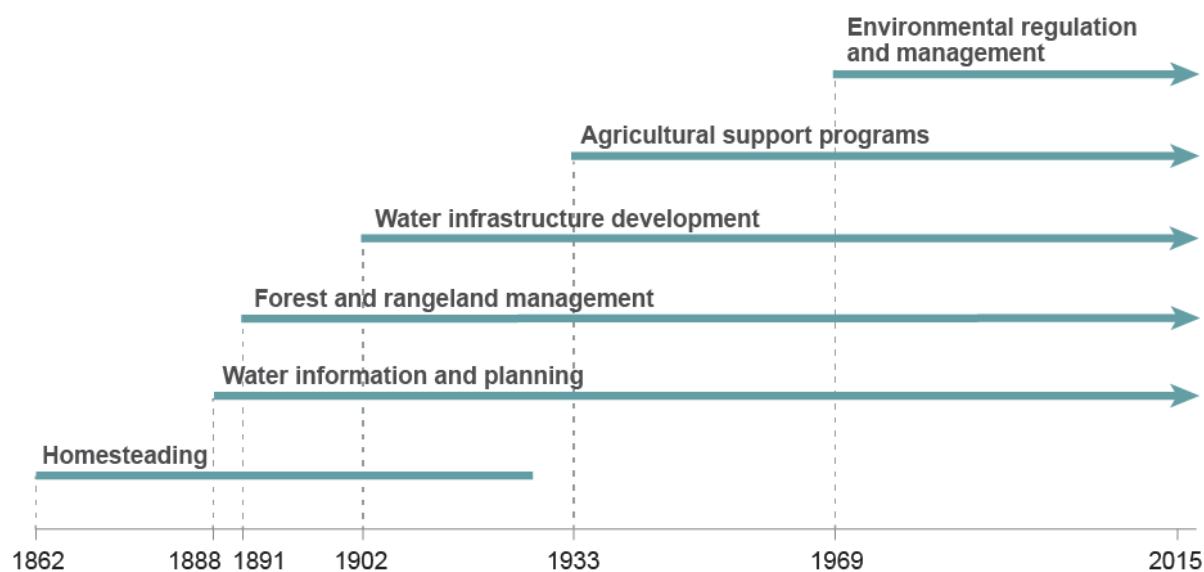 Environmental regulation
and management
Agricultural support programs
Water infrastructure development
Forest and rangeland management
Water information and planning
Homesteading
1862 1888 1891 1902 1933 1969 2015